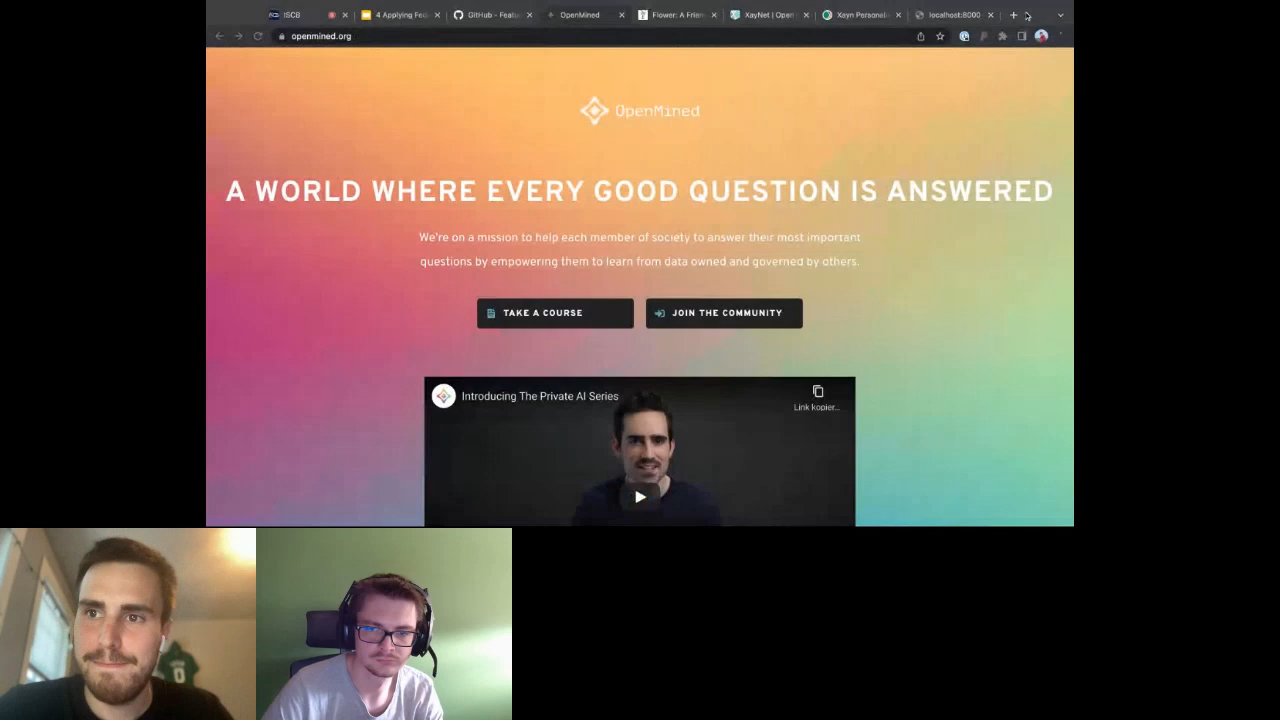 ISCB
4 Applying Fed
GitHub - Featu
OpenMined
Flower: A Frien
XayNet | Open
Xayn Personali
localhost:8000
openmined.org
OpenMined
A WORLD WHERE EVERY GOOD QUESTION IS ANSWERED
We're on a mission to help each member of society to answer their most important
questions by empowering them to learn from data owned and governed by others.
TAKE A COURSE
JOIN THE COMMUNITY
Introducing The Private AI Series
Link kopier...
0